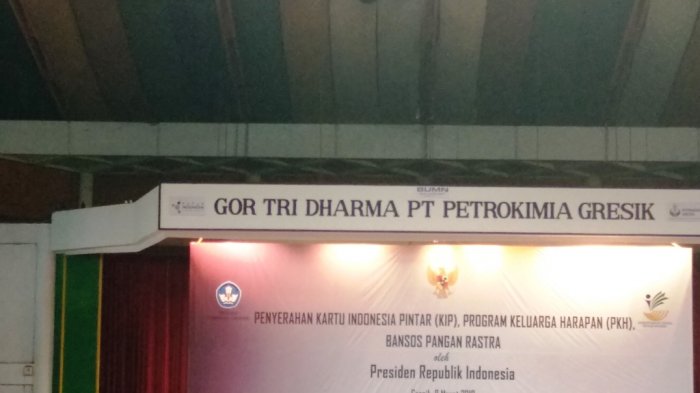 BUMN
GOR TRI DHARMA PT PETROKIMIA GRESIK
PENYERAHAN KARTU INDONESIA PINTAR (KIP), PROGRAM KELUARGA HARAPAN (PKH),
BANSOS PANGAN RASTRA
oleh
Presiden Republik Indonesia